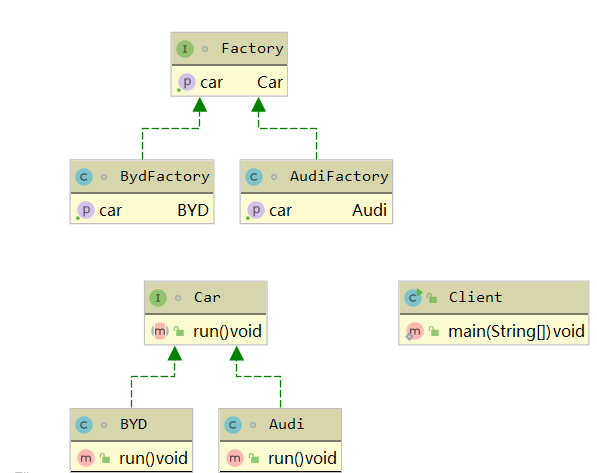 I Factory
p car Car
C BydFactory
C AudiFactory
p car BYD
p car Audi
I Car
C Client
m run()void
m main(String[])void
C BYD
C Audi
m run()void
m run()void